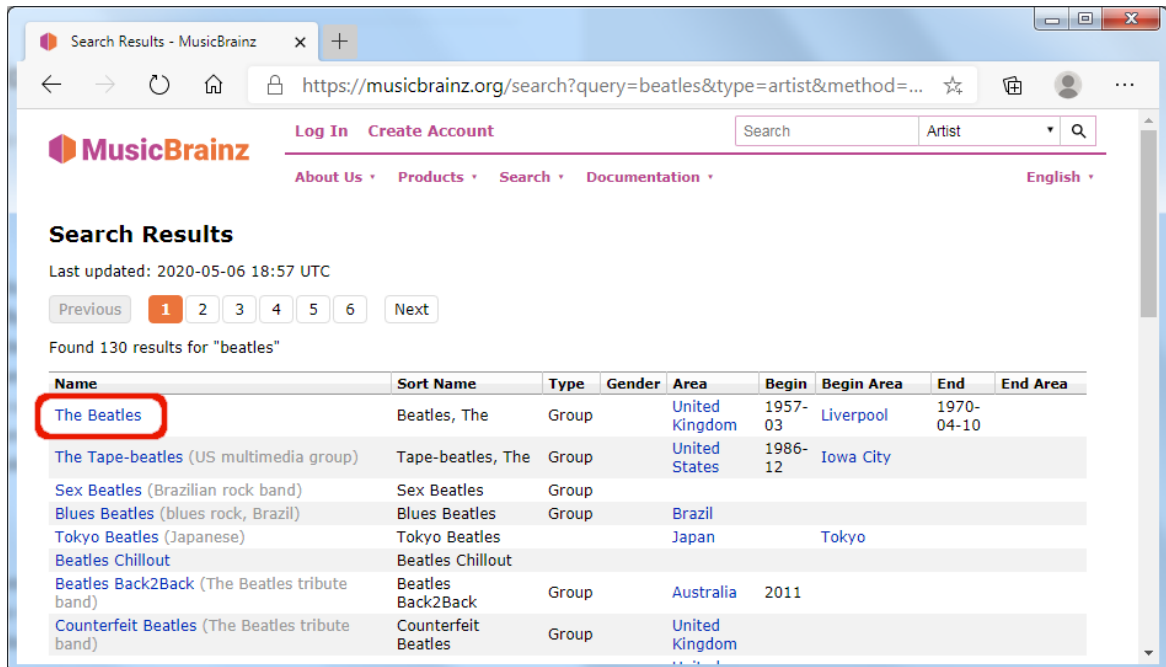 Search Results - MusicBrainz
https://musicbrainz.org/search?query=beatles&type=artist&method=...
MusicBrainz
Log In Create Account
Search Artist
About Us Products Search Documentation English
Search Results
Last updated: 2020-05-06 18:57 UTC
Previous 1 2 3 4 5 6 Next
Found 130 results for "beatles"
Name Sort Name Type Gender Area Begin Begin Area End End Area
The Beatles Beatles, The Group United 1957- Liverpool 1970-
Kingdom 03 04-10
The Tape-beatles (US multimedia group) Tape-beatles, The Group United 1986- Iowa City
States 12
Sex Beatles (Brazilian rock band) Sex Beatles Group
Blues Beatles (blues rock, Brazil) Blues Beatles Group Brazil
Tokyo Beatles (Japanese) Tokyo Beatles Japan Tokyo
Beatles Chillout Beatles Chillout
Beatles Back2Back (The Beatles tribute Beatles Group Australia 2011
band) Back2Back
Counterfeit Beatles (The Beatles tribute Counterfeit Group United
band) Beatles Kingdom